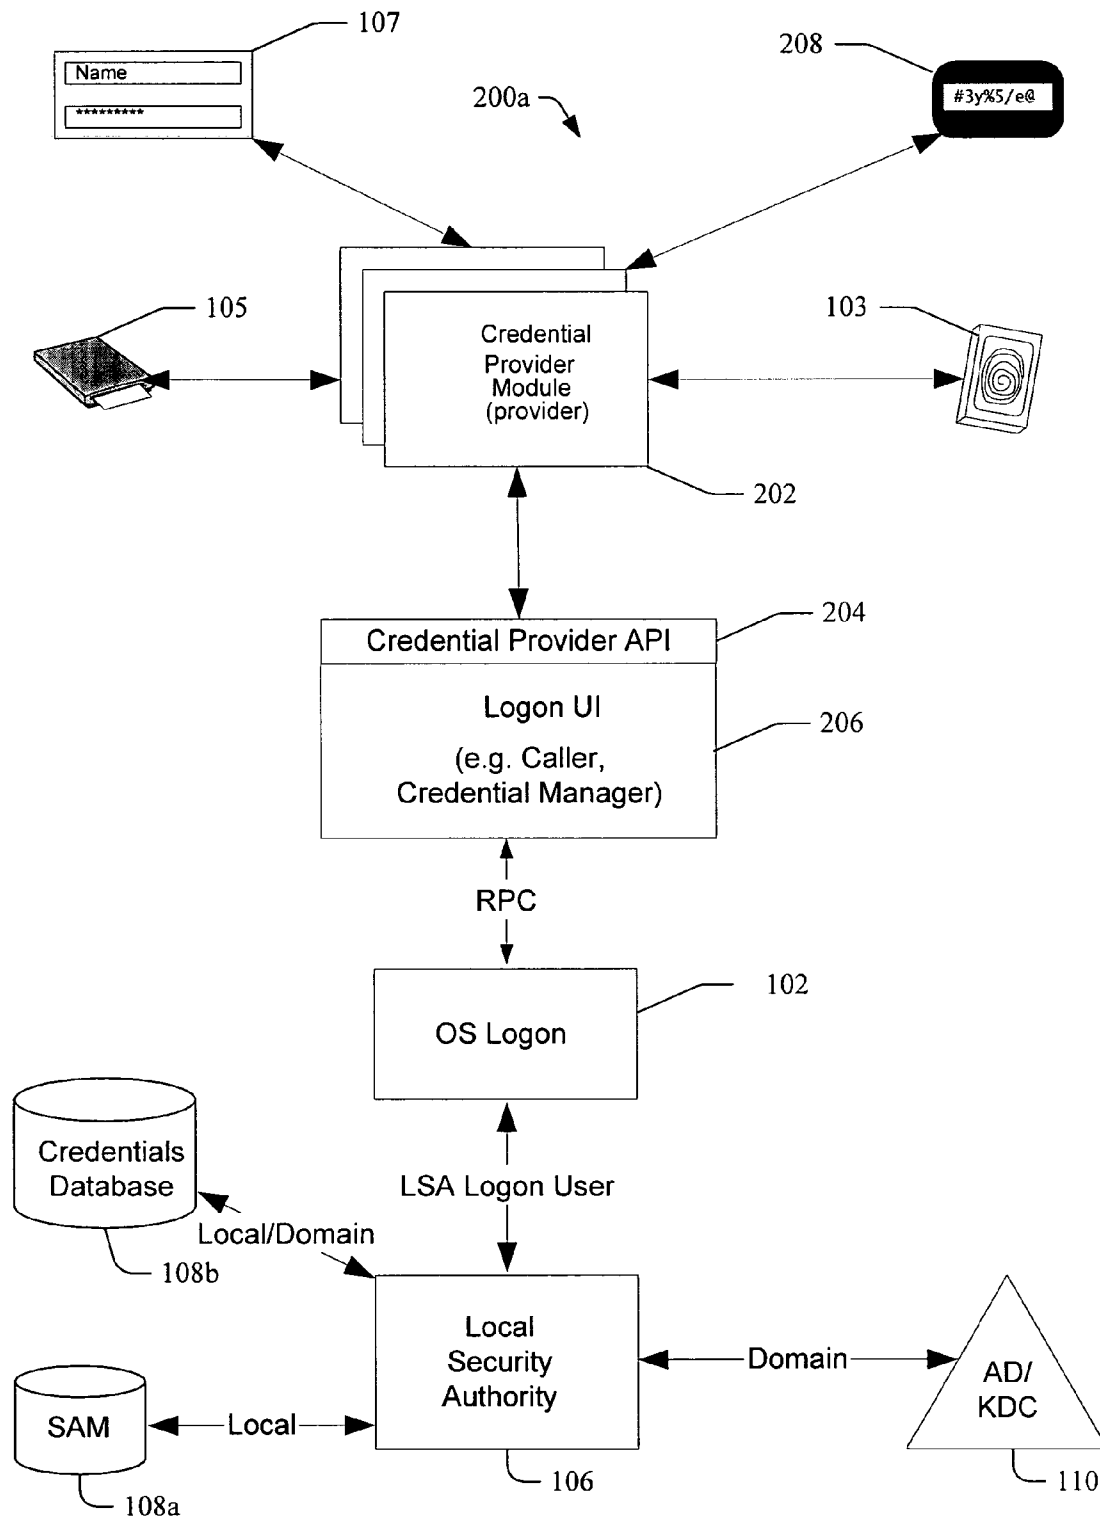 107
Name
*********
200a
208
#3y%5/e@
105
103
Credential
Provider
Module
(provider)
202
204
Credential Provider API
Logon UI
206
(e.g. Caller,
Credential Manager)
RPC
102
OS Logon
Credentials
Database
LSA Logon User
Local/Domain
108b
Local
Security
Authority
Domain
AD/
KDC
SAM
Local
106
110
108a